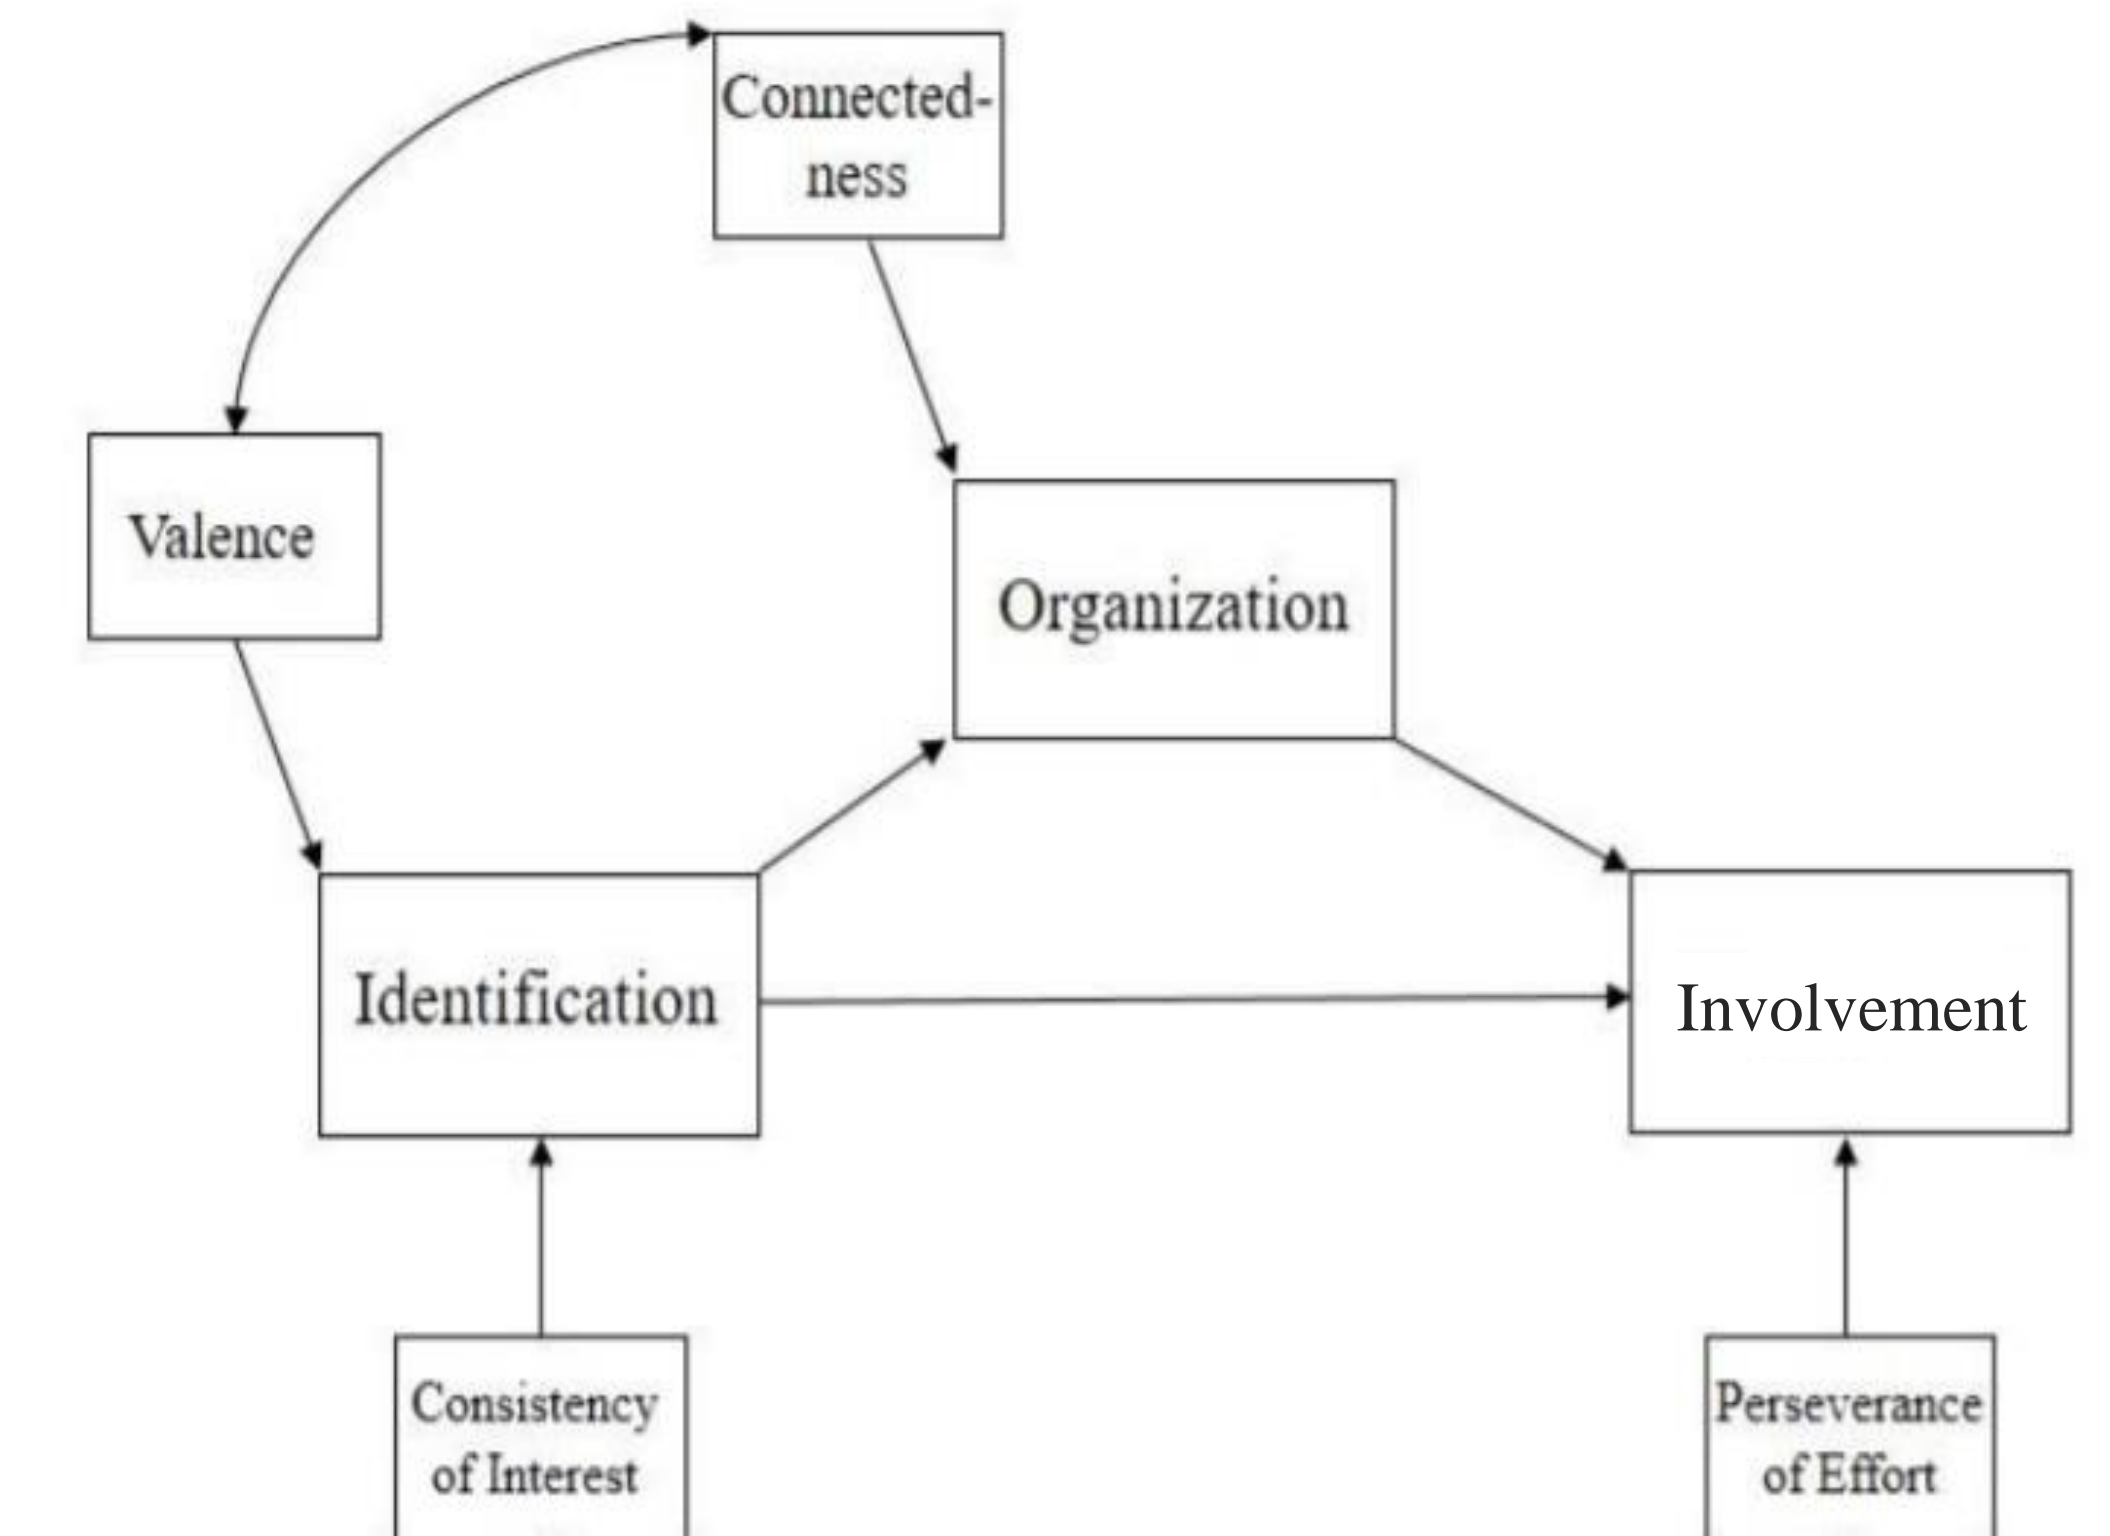 Connected-
ness
Valence
Organization
Identification
Involvement
Consistency
of Interest
Perseverance
of Effort